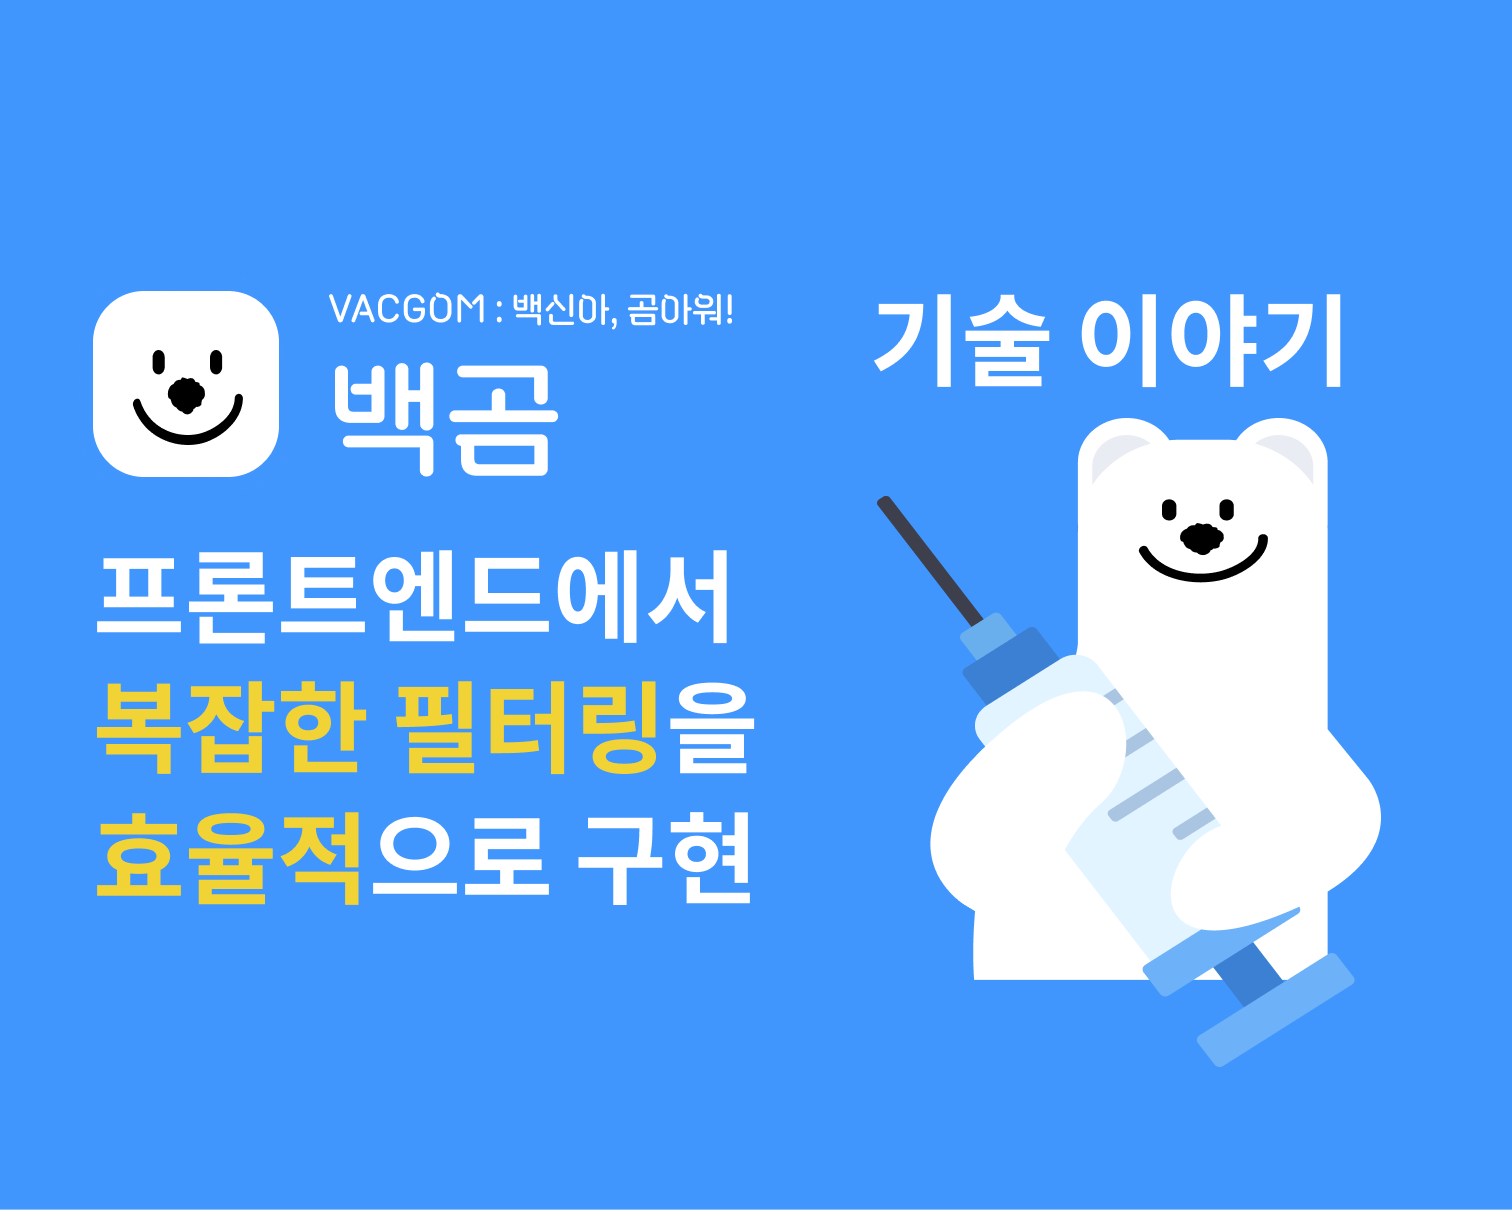 VACGOM : 백신아, 곰아워!
백곰
기술 이야기
프론트엔드에서
복잡한 필터링을
효율적으로 구현